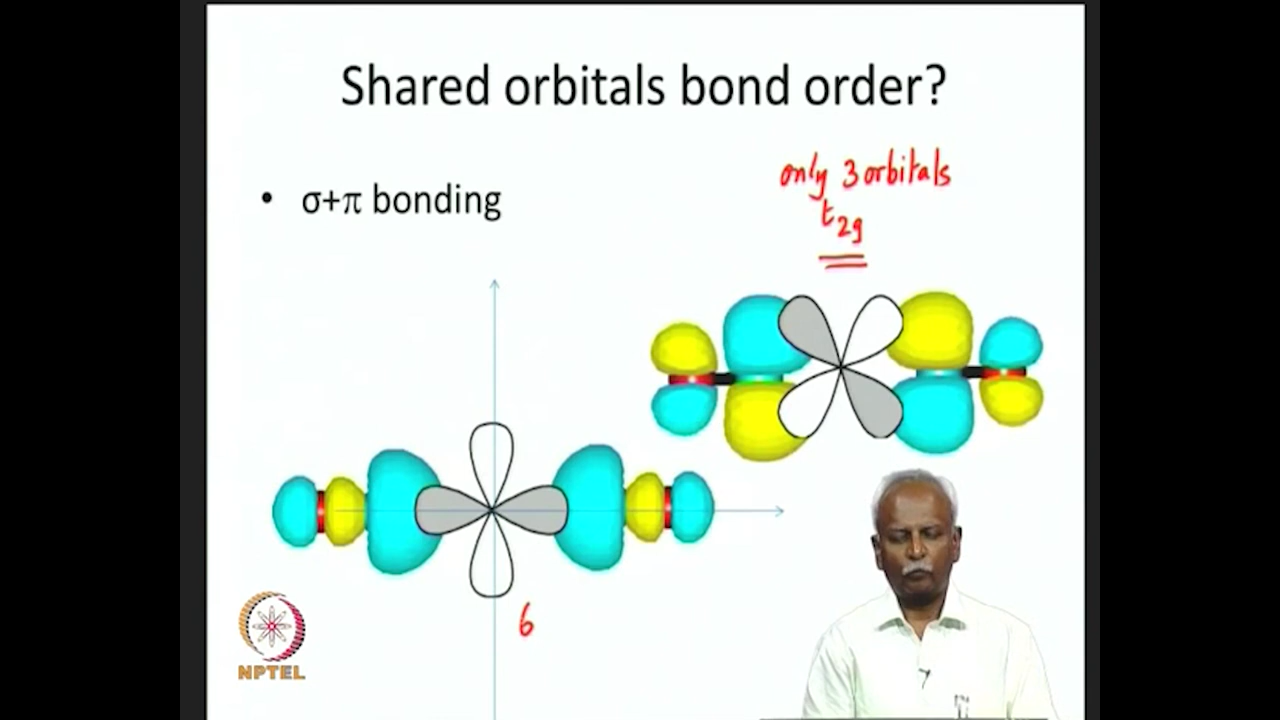 Shared orbitals bond order?
• σ+π bonding
only 3 orbitals
t2g
6
NPTEL